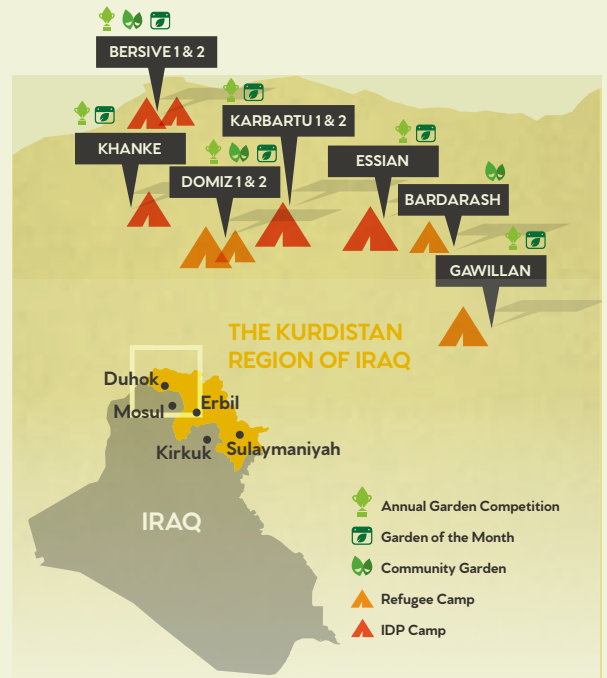 BERSIVE 1 & 2
KARBARTU 1 & 2
KHANKE
ESSIAN
DOMIZ 1 & 2
BARDARASH
GAWILLAN
THE KURDISTAN
REGION OF IRAQ
Duhok
Erbil
Mosul
Kirkuk
Sulaymaniyah
IRAQ
Annual Garden Competition
Garden of the Month
Community Garden
Refugee Camp
IDP Camp